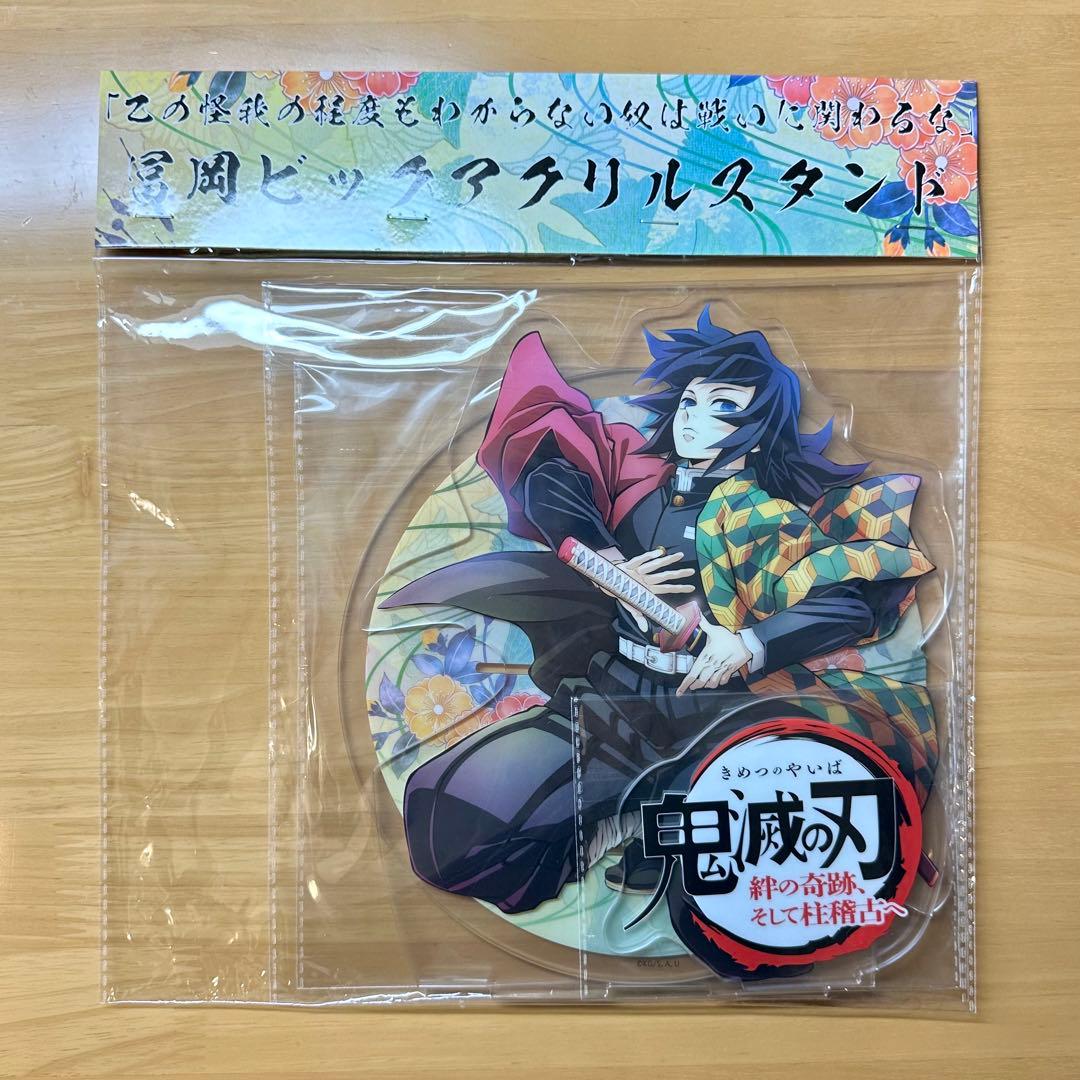 「己の怪我の程度もわからない奴は戦いに関わるな」
冨岡ビックアクリルスタンド
きめつのやいば
鬼滅の刃
絆の奇跡、
そして柱稽古へ